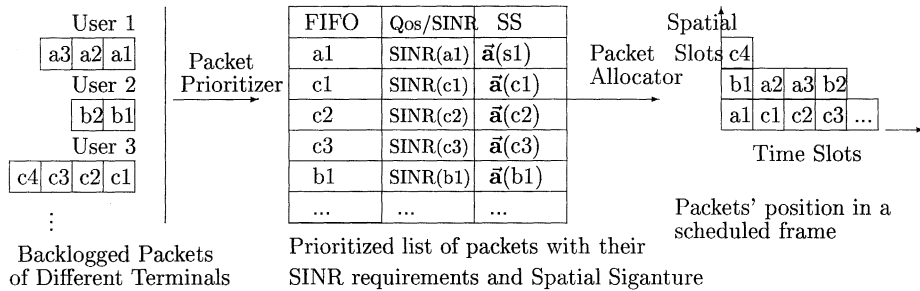 User 1
a3 a2 a1
User 2
b2 b1
User 3
c4 c3 c2 c1
⋮
Backlogged Packets
of Different Terminals
Packet
Prioritizer
FIFO Qos/SINR SS
a1 SINR(a1) a⃗(s1)
c1 SINR(c1) a⃗(c1)
c2 SINR(c2) a⃗(c2)
c3 SINR(c3) a⃗(c3)
b1 SINR(b1) a⃗(b1)
... ... ...
Prioritized list of packets with their
SINR requirements and Spatial Siganture
Packet
Allocator
Spatial
Slots
c4
b1 a2 a3 b2
a1 c1 c2 c3 ...
Time Slots
Packets' position in a
scheduled frame